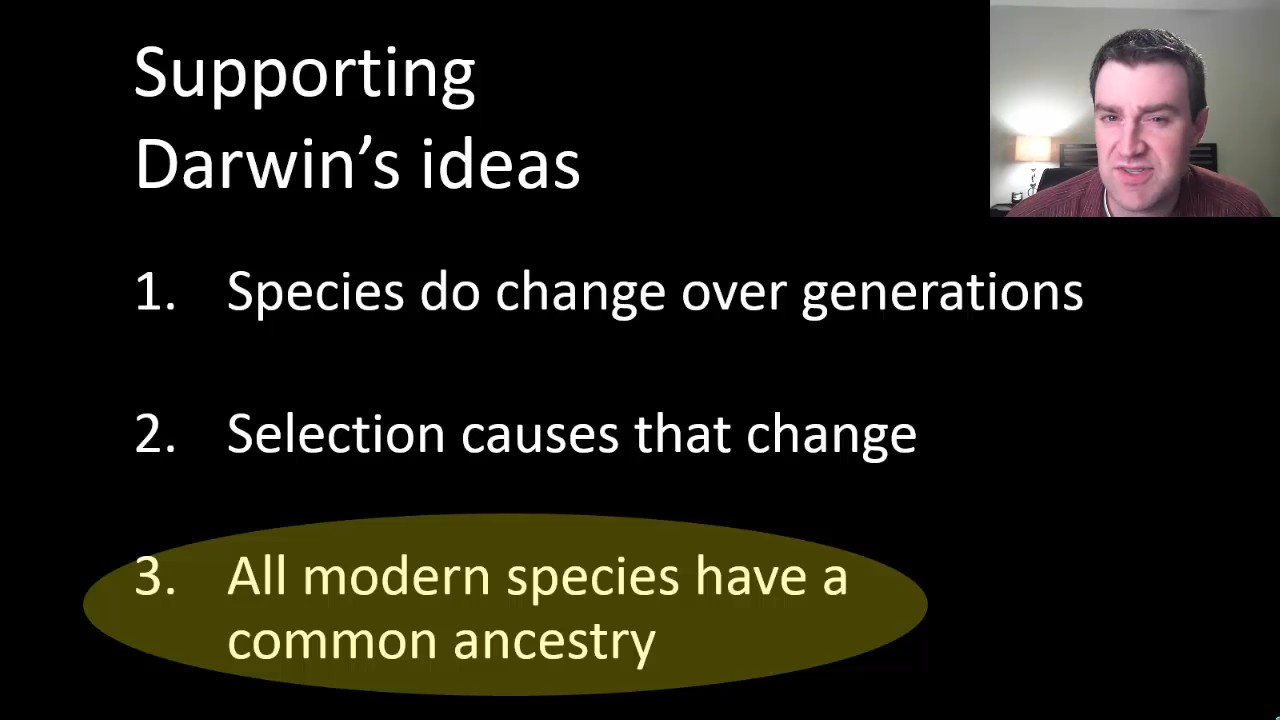 Supporting
Darwin’s ideas
1. Species do change over generations
2. Selection causes that change
3. All modern species have a
common ancestry